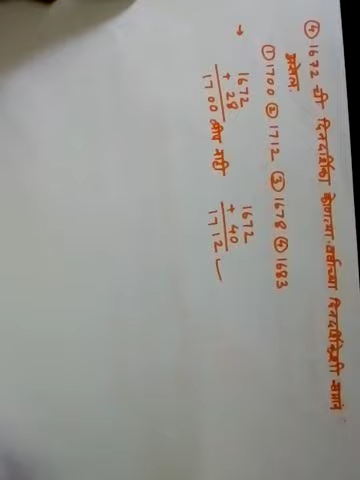 ④ 1672 ची दिनदर्शिका कोणत्या वर्षाच्या दिनदर्शिकेशी समान
असेल.
① 1700 ② 1712 ③ 1678 ④ 1683
→ 1672 1672
+ 28 + 40
1700 लीप नाही 1712 ✓